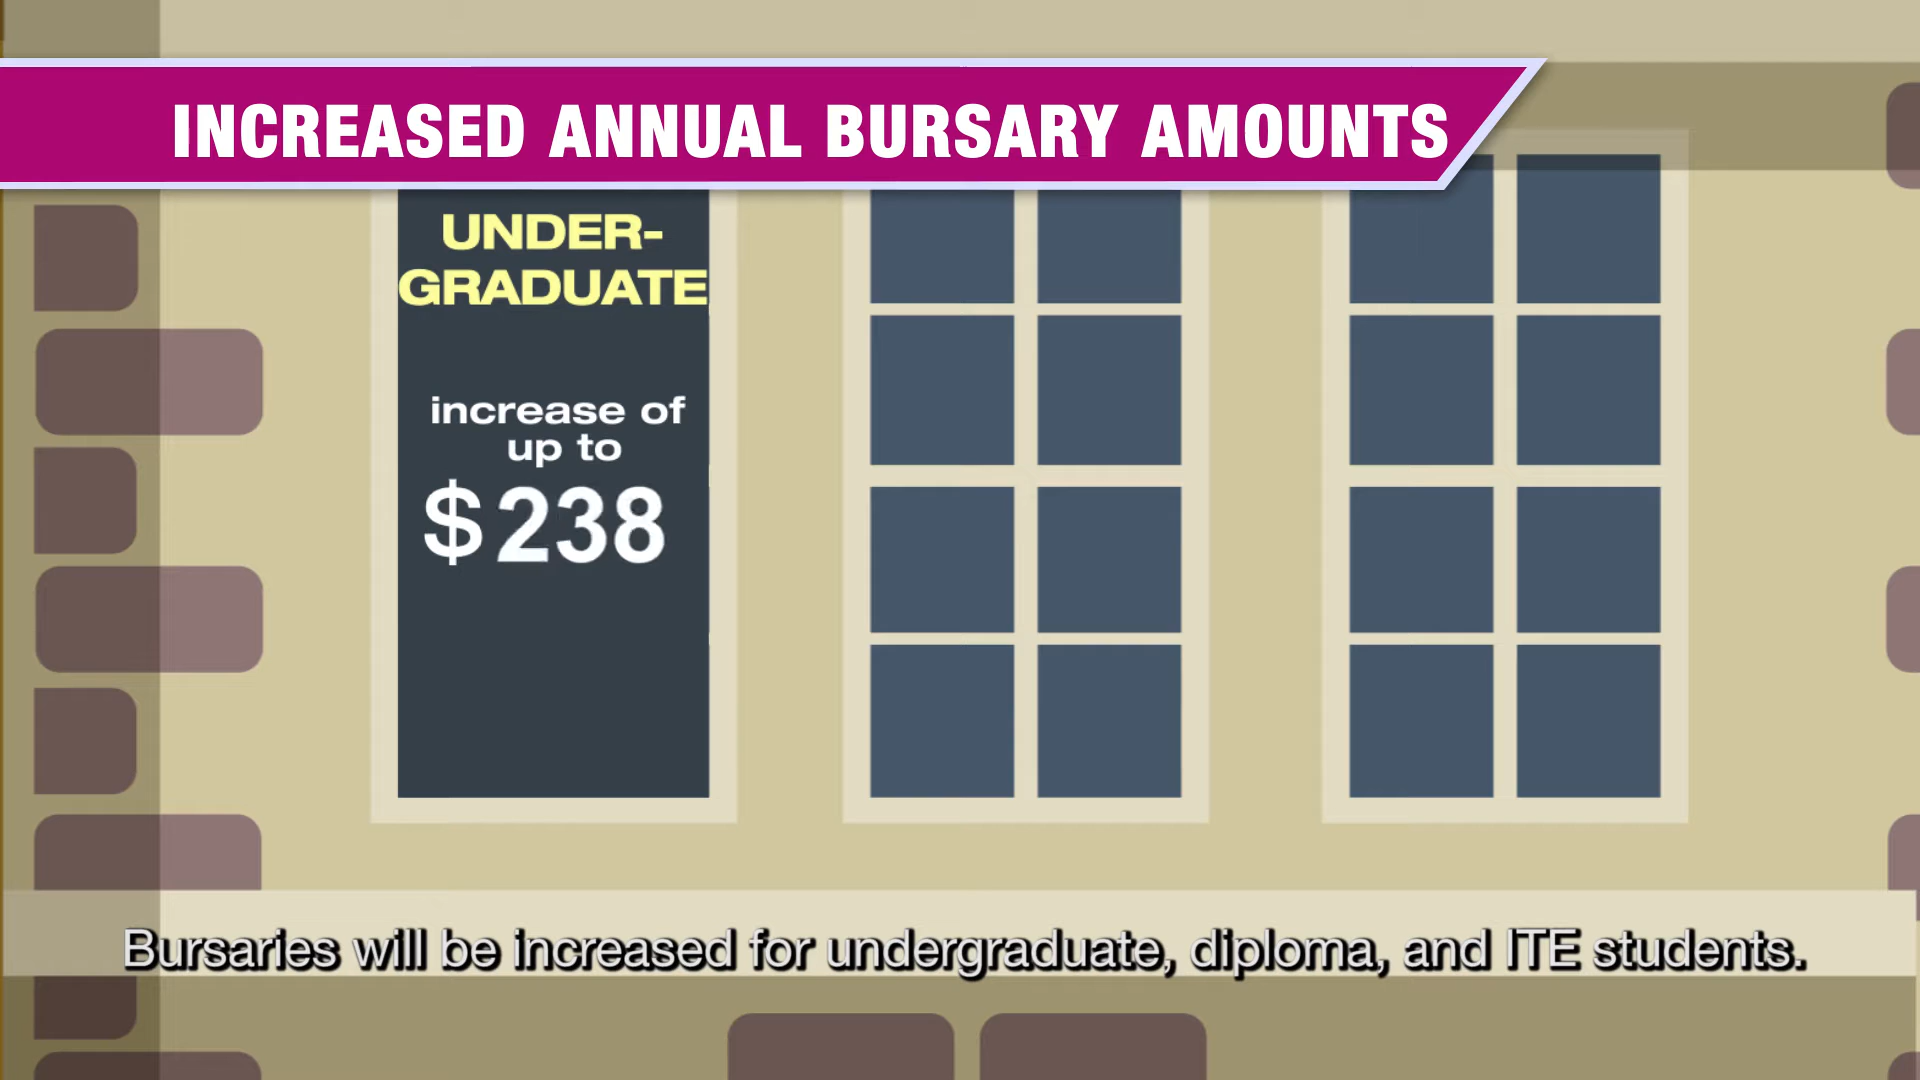 INCREASED ANNUAL BURSARY AMOUNTS
UNDER-
GRADUATE
increase of
up to
$238
Bursaries will be increased for undergraduate, diploma, and ITE students.